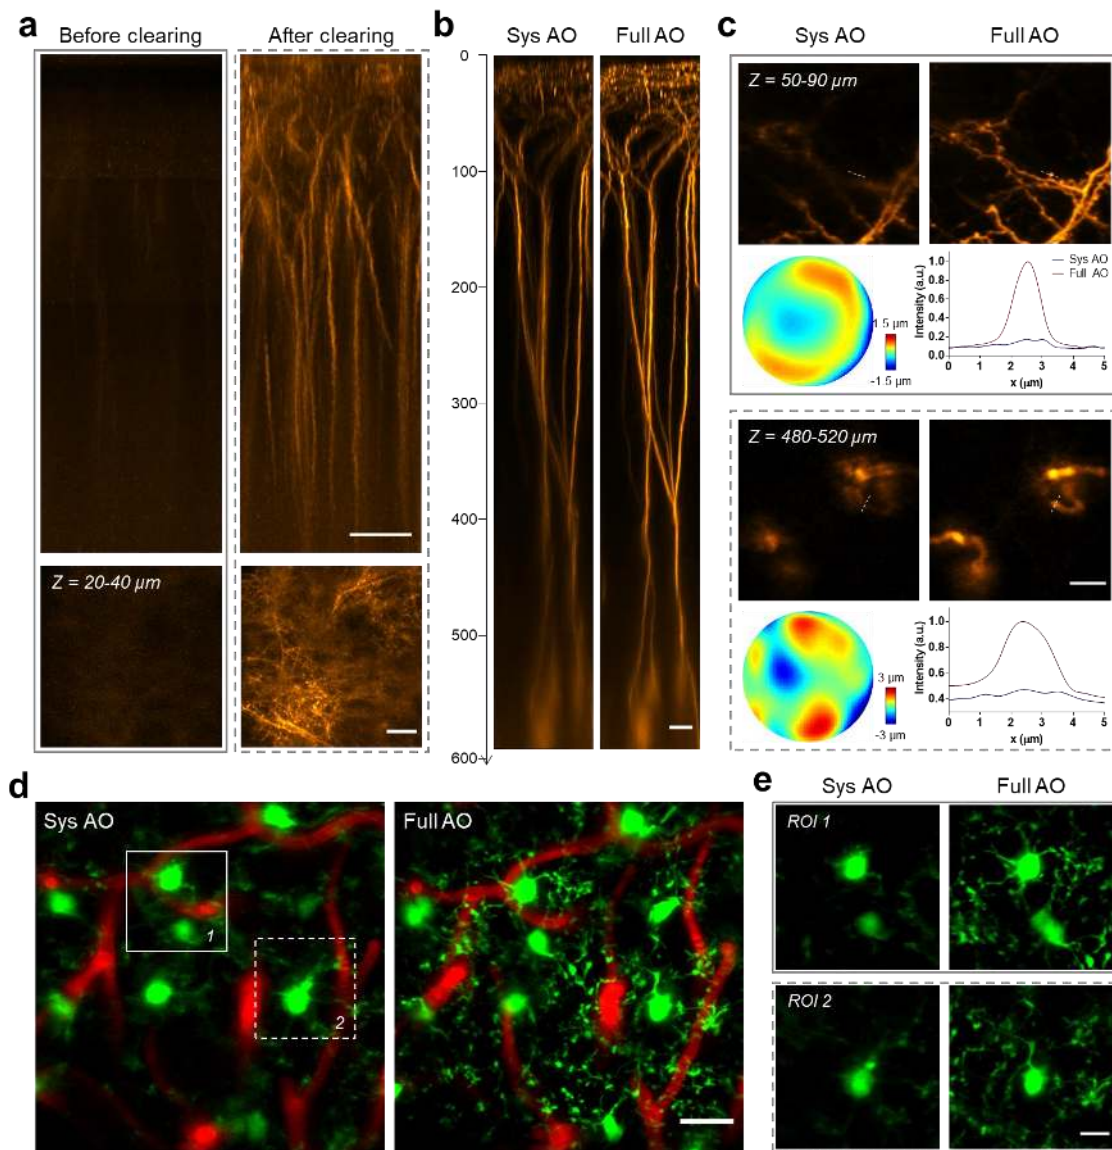 a
Before clearing
After clearing
Z = 20-40 µm
b
Sys AO
Full AO
0
100
200
300
400
500
600
c
Sys AO
Full AO
Z = 50-90 µm
1.5 µm
-1.5 µm
Intensity (a.u.)
1.0
0.8
0.6
0.4
0.2
0.0
Sys AO
Full AO
0 1 2 3 4 5
x (µm)
Z = 480-520 µm
3 µm
-3 µm
Intensity (a.u.)
1.0
0.8
0.6
0.4
0 1 2 3 4 5
x (µm)
d
Sys AO
1
2
Full AO
e
Sys AO
Full AO
ROI 1
ROI 2